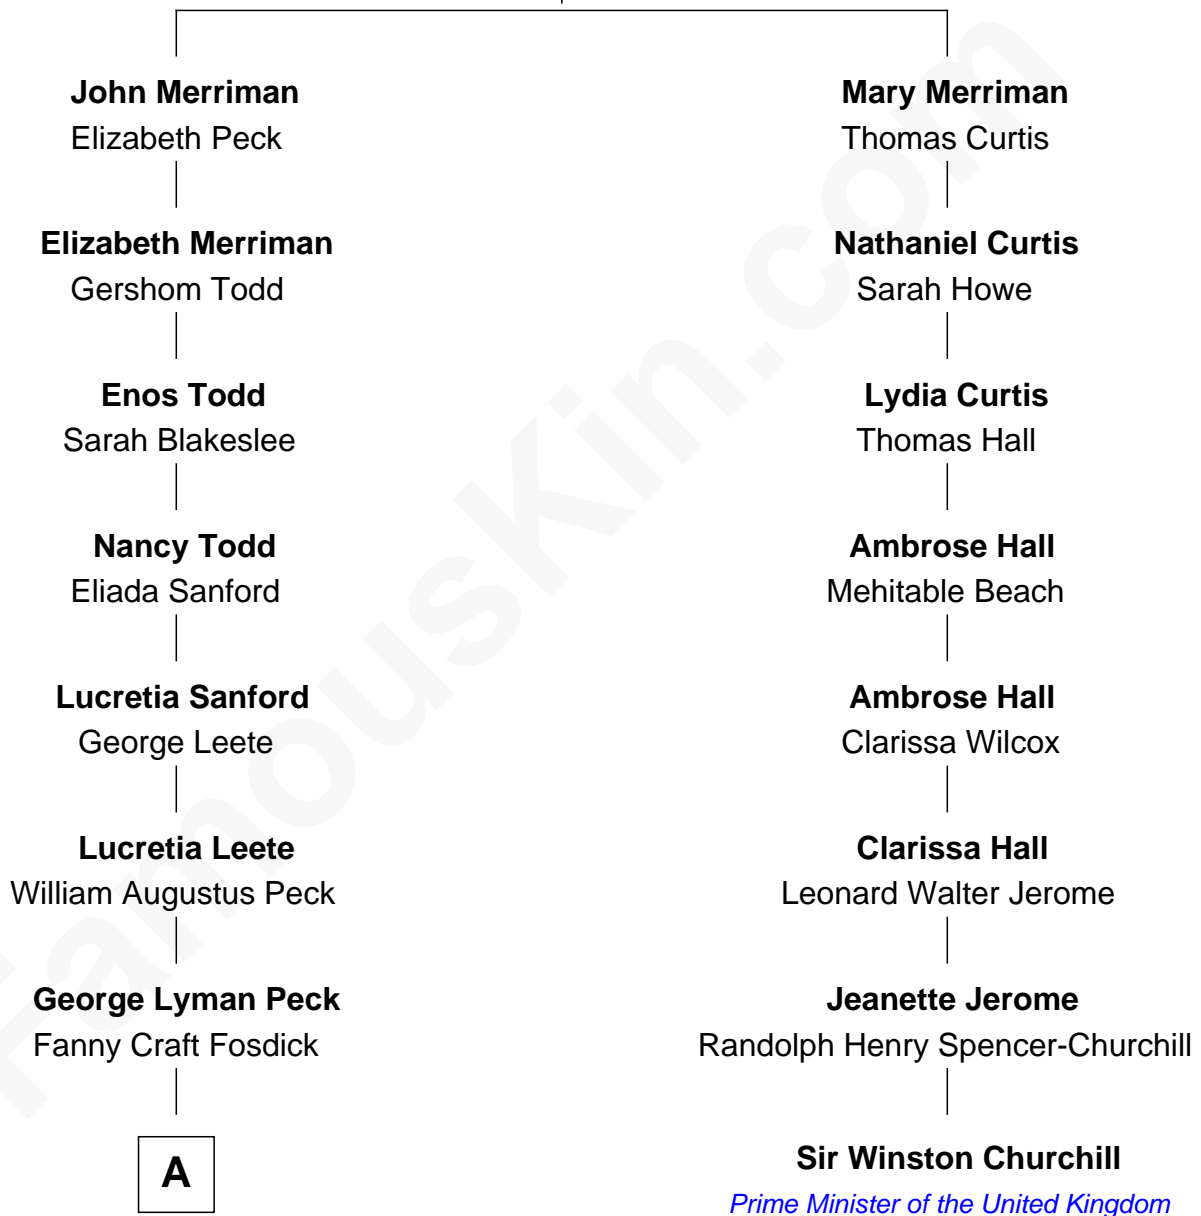 John Merriman
Elizabeth Peck
Mary Merriman
Thomas Curtis
Elizabeth Merriman
Gershom Todd
Nathaniel Curtis
Sarah Howe
Enos Todd
Sarah Blakeslee
Lydia Curtis
Thomas Hall
Nancy Todd
Eliada Sanford
Ambrose Hall
Mehitable Beach
Lucretia Sanford
George Leete
Ambrose Hall
Clarissa Wilcox
Lucretia Leete
William Augustus Peck
Clarissa Hall
Leonard Walter Jerome
George Lyman Peck
Fanny Craft Fosdick
Jeanette Jerome
Randolph Henry Spencer-Churchill
A
Sir Winston Churchill
Prime Minister of the United Kingdom
FamousKin.com